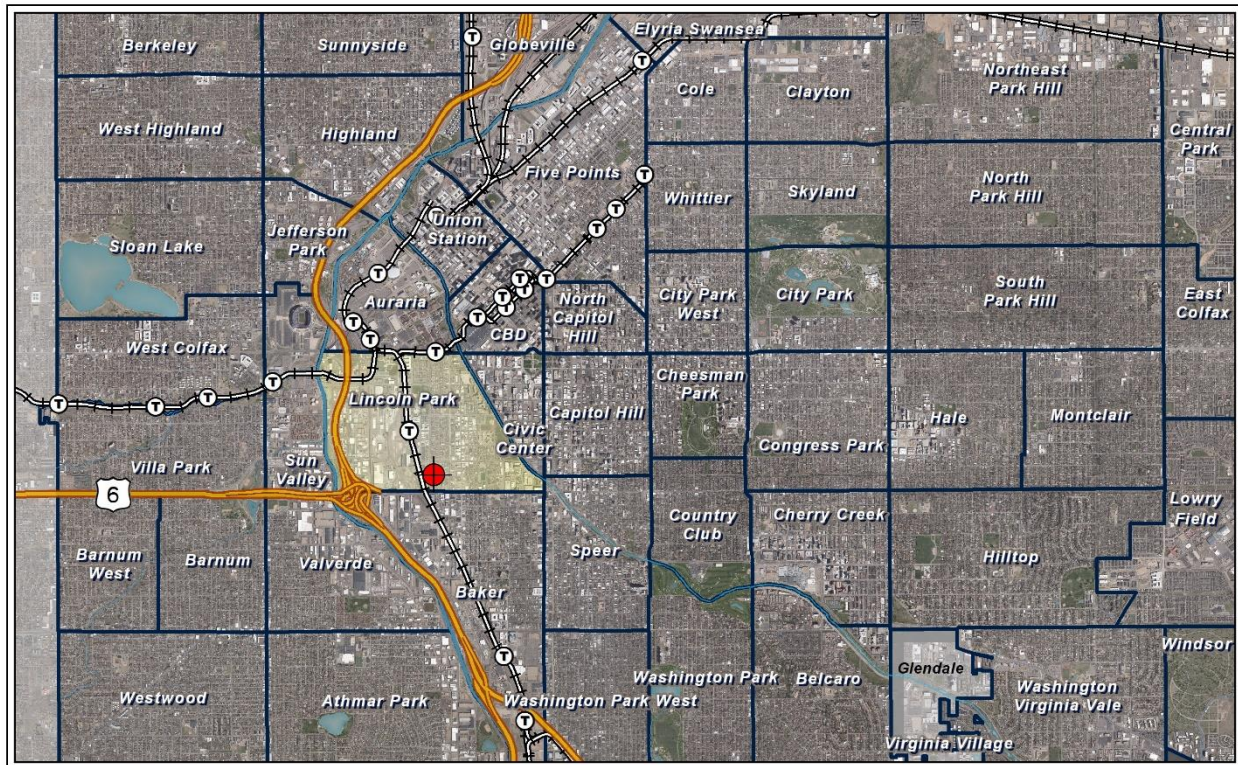 Berkeley
Sunnyside
Globeville
Elyria Swansea
T
T
Cole
Clayton
Northeast
Park Hill
West Highland
Highland
Central
Park
Five Points
T
Whittier
Skyland
North
Park Hill
T
T
Union
Station
T
Jefferson
Park
Sloan Lake
T
T
T
T
T
T
T
Auraria
CBD
North
Capitol
Hill
City Park
West
City Park
South
Park Hill
East
Colfax
T
T
T
West Colfax
T
T
T
T
Lincoln Park
T
Civic
Center
Capitol Hill
Cheesman
Park
Congress Park
Hale
Montclair
Villa Park
Sun
Valley
6
Barnum
West
Barnum
Valverde
Baker
Speer
Country
Club
Cherry Creek
Hilltop
Lowry
Field
T
Westwood
Athmar Park
T
Washington Park West
Washington Park
Belcaro
Glendale
Washington
Virginia Vale
Windsor
Virginia Village